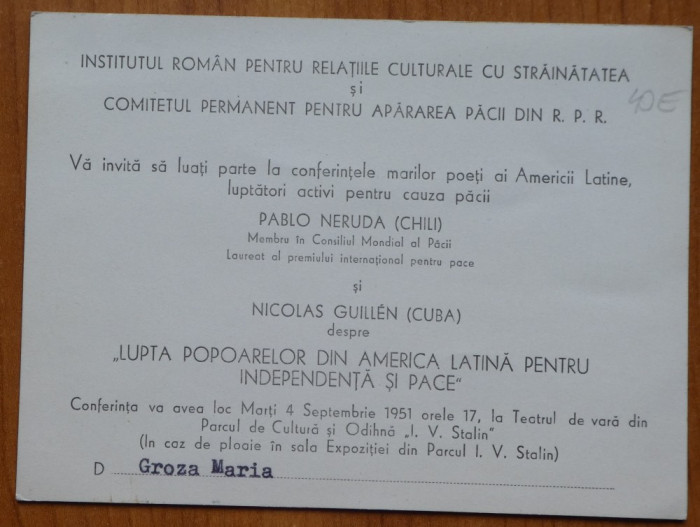 INSTITUTUL ROMÂN PENTRU RELAȚIILE CULTURALE CU STRĂINĂTATEA
și
COMITETUL PERMANENT PENTRU APĂRAREA PĂCII DIN R. P. R.
Vă invită să luați parte la conferințele marilor poeți ai Americii Latine,
luptători activi pentru cauza păcii
PABLO NERUDA (CHILI)
Membru în Consiliul Mondial al Păcii
Laureat al premiului internațional pentru pace
și
NICOLAS GUILLÉN (CUBA)
despre
„LUPTA POPOARELOR DIN AMERICA LATINĂ PENTRU
INDEPENDENȚĂ ȘI PACE“
Conferința va avea loc Marți 4 Septembrie 1951 orele 17, la Teatrul de vară din
Parcul de Cultură și Odihnă „I. V. Stalin“
(In caz de ploaie în sala Expoziției din Parcul I. V. Stalin)
D Groza Maria